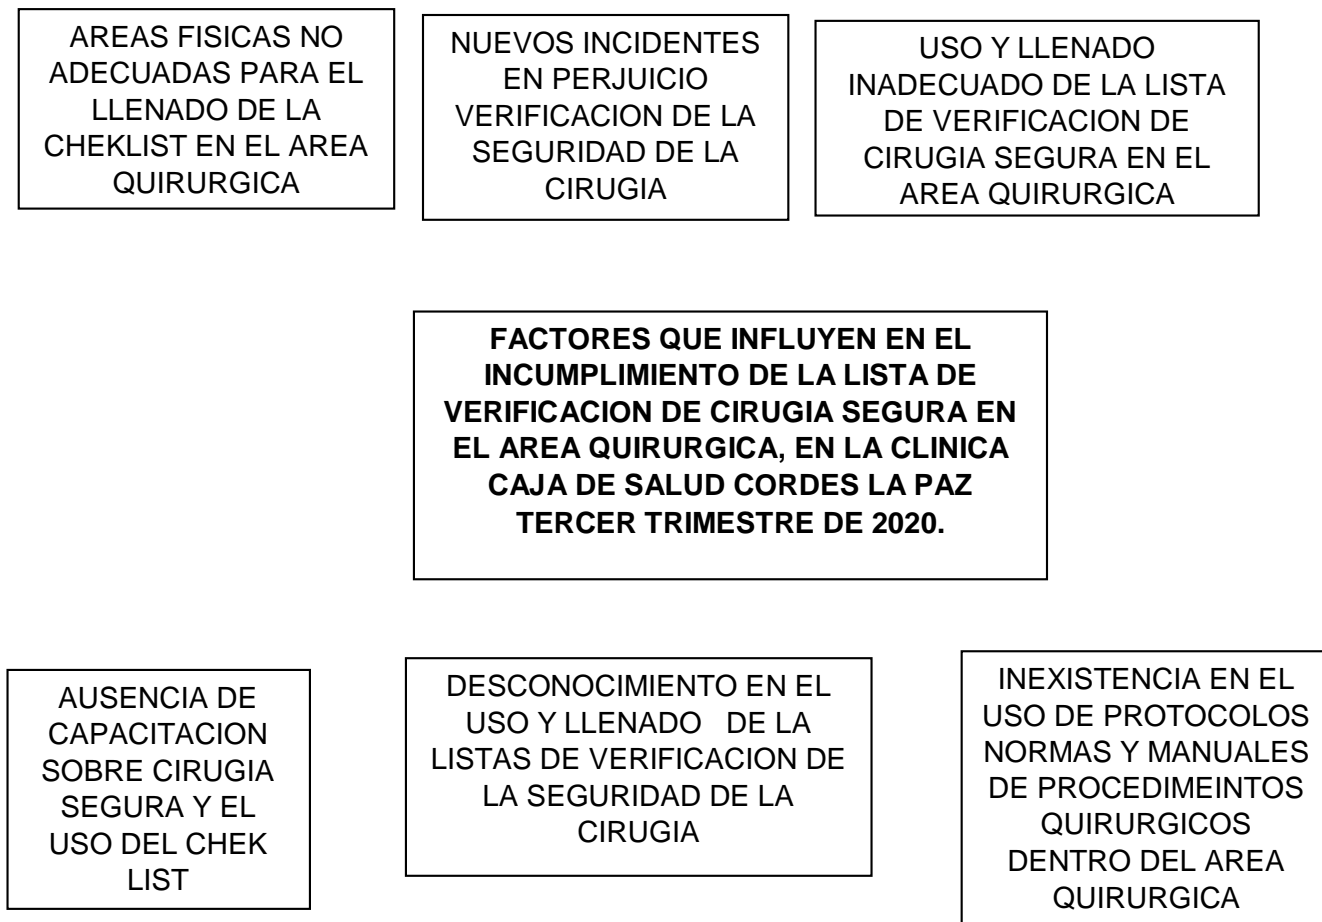 AREAS FISICAS NO
ADECUADAS PARA EL
LLENADO DE LA
CHEKLIST EN EL AREA
QUIRURGICA
NUEVOS INCIDENTES
EN PERJUICIO
VERIFICACION DE LA
SEGURIDAD DE LA
CIRUGIA
USO Y LLENADO
INADECUADO DE LA LISTA
DE VERIFICACION DE
CIRUGIA SEGURA EN EL
AREA QUIRURGICA
FACTORES QUE INFLUYEN EN EL
INCUMPLIMIENTO DE LA LISTA DE
VERIFICACION DE CIRUGIA SEGURA EN
EL AREA QUIRURGICA, EN LA CLINICA
CAJA DE SALUD CORDES LA PAZ
TERCER TRIMESTRE DE 2020.
AUSENCIA DE
CAPACITACION
SOBRE CIRUGIA
SEGURA Y EL
USO DEL CHEK
LIST
DESCONOCIMIENTO EN EL
USO Y LLENADO DE LA
LISTAS DE VERIFICACION DE
LA SEGURIDAD DE LA
CIRUGIA
INEXISTENCIA EN EL
USO DE PROTOCOLOS
NORMAS Y MANUALES
DE PROCEDIMEINTOS
QUIRURGICOS
DENTRO DEL AREA
QUIRURGICA